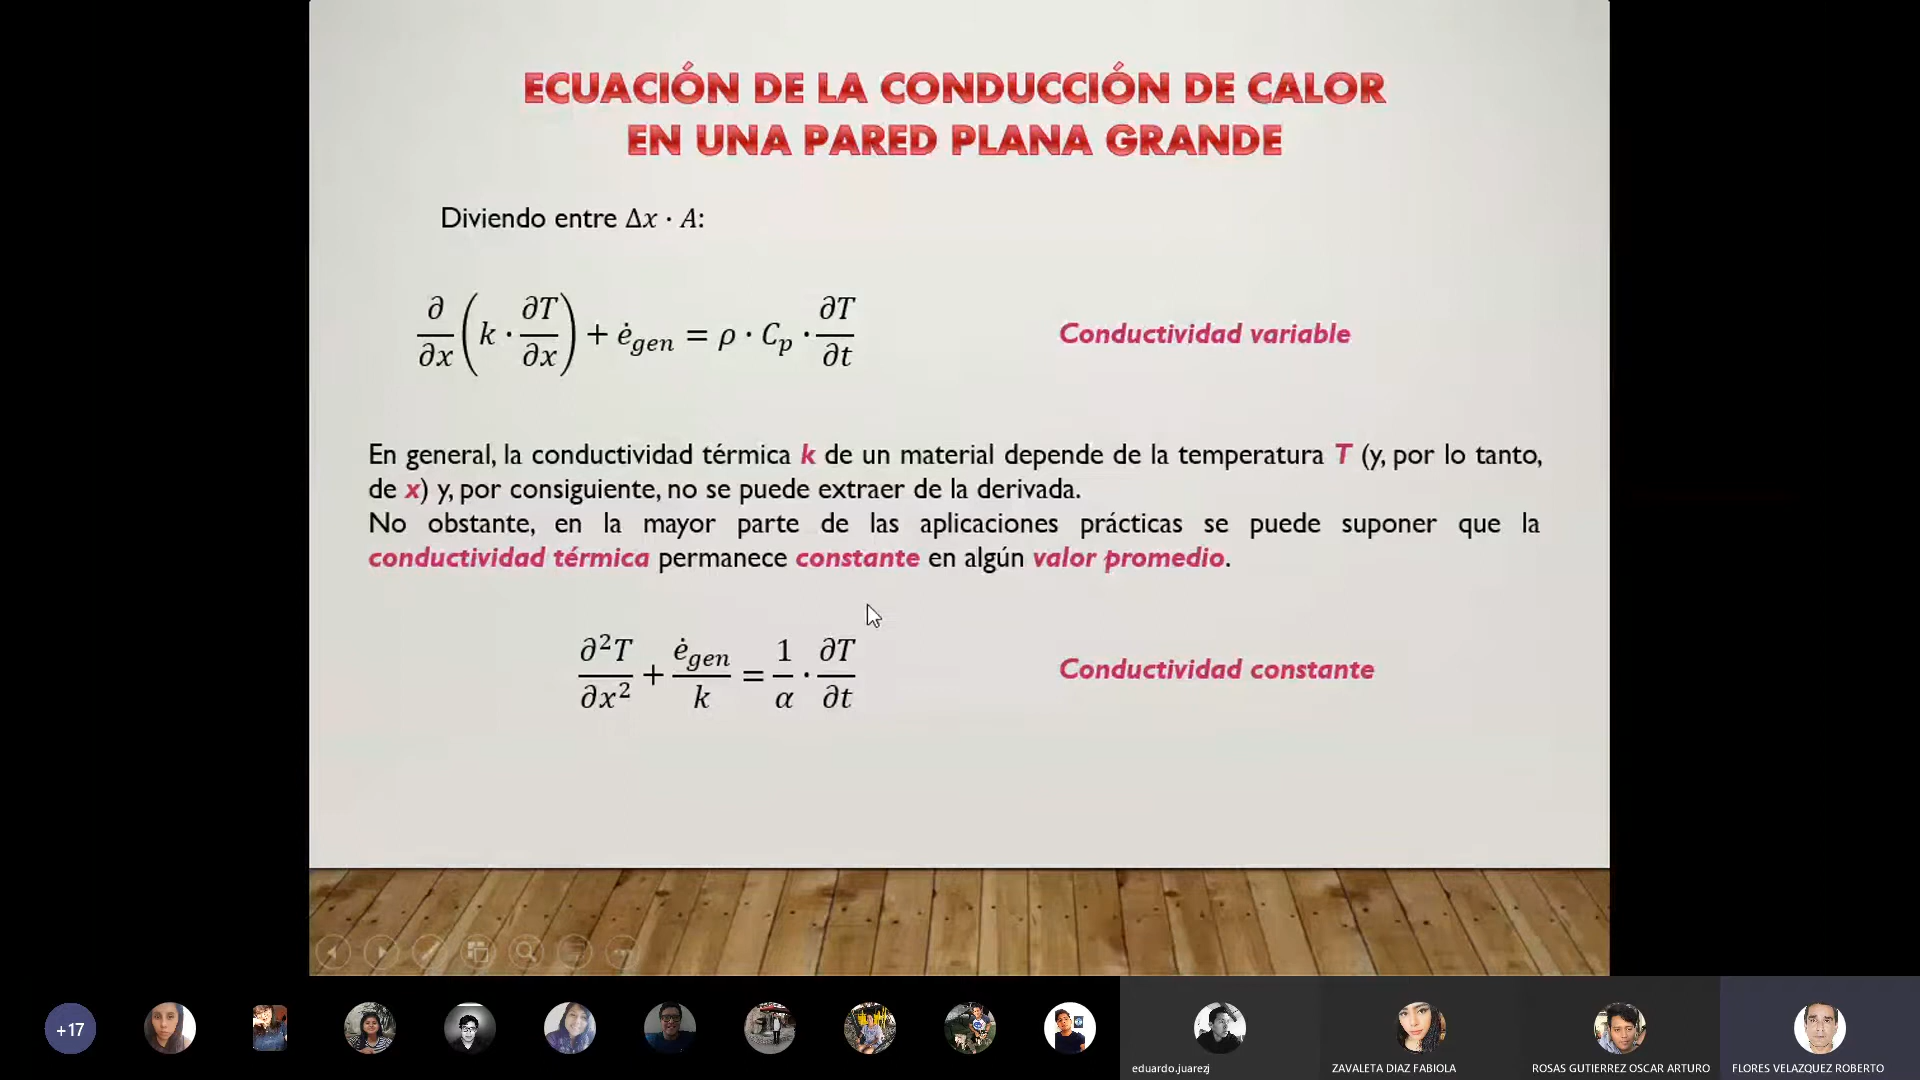 ECUACIÓN DE LA CONDUCCIÓN DE CALOR
EN UNA PARED PLANA GRANDE
Diviendo entre Δx · A:
∂/∂x (k · ∂T/∂x) + ė_gen = ρ · C_p · ∂T/∂t
Conductividad variable
En general, la conductividad térmica k de un material depende de la temperatura T (y, por lo tanto,
de x) y, por consiguiente, no se puede extraer de la derivada.
No obstante, en la mayor parte de las aplicaciones prácticas se puede suponer que la
conductividad térmica permanece constante en algún valor promedio.
∂²T/∂x² + ė_gen/k = 1/α · ∂T/∂t
Conductividad constante
+17
eduardo.juarezj
ZAVALETA DIAZ FABIOLA
ROSAS GUTIERREZ OSCAR ARTURO
FLORES VELAZQUEZ ROBERTO